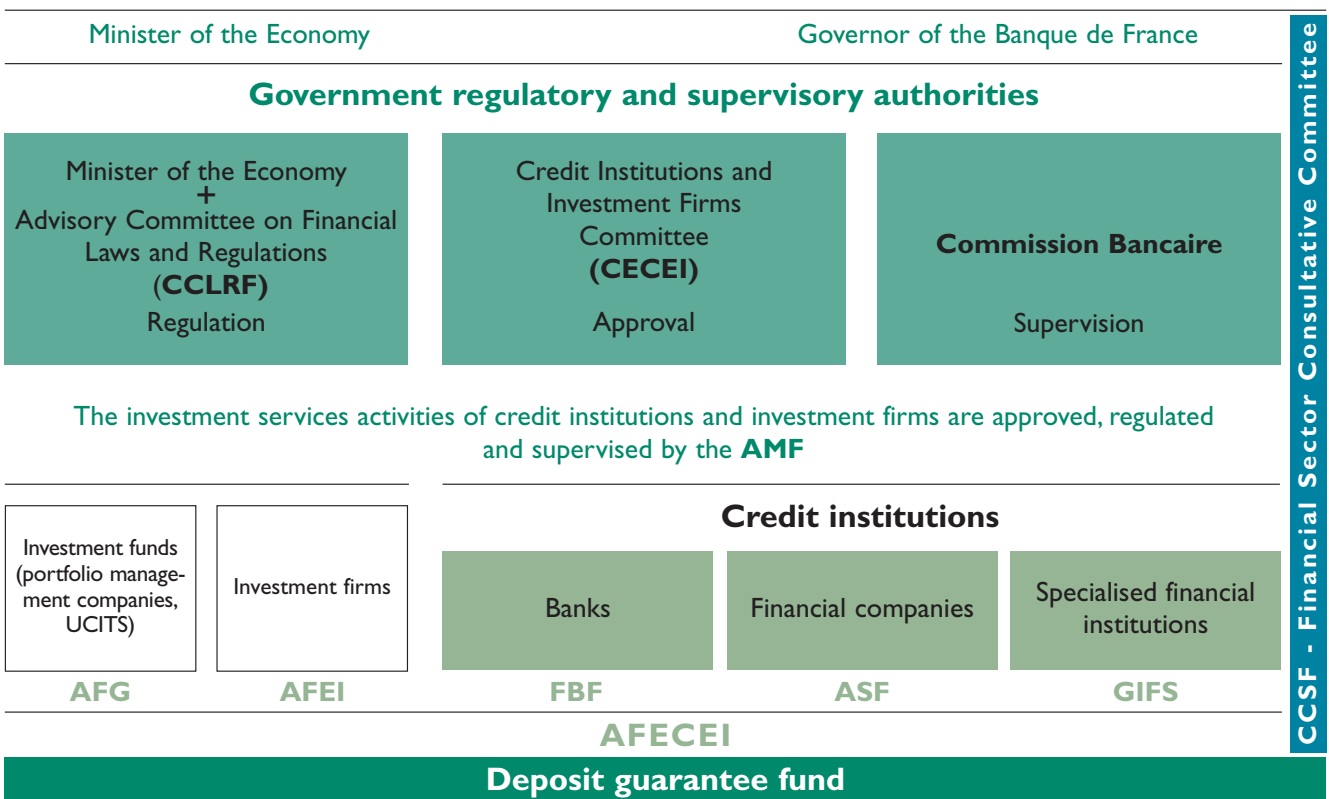 Minister of the Economy
Governor of the Banque de France
Government regulatory and supervisory authorities
Minister of the Economy
+
Advisory Committee on Financial
Laws and Regulations
(CCLRF)
Regulation
Credit Institutions and
Investment Firms
Committee
(CECEI)
Approval
Commission Bancaire
Supervision
The investment services activities of credit institutions and investment firms are approved, regulated
and supervised by the AMF
Investment funds
(portfolio manage-
ment companies,
UCITS)
Investment firms
Credit institutions
Banks
Financial companies
Specialised financial
institutions
AFG
AFEI
FBF
ASF
GIFS
AFECEI
Deposit guarantee fund
CCSF - Financial Sector Consultative Committee